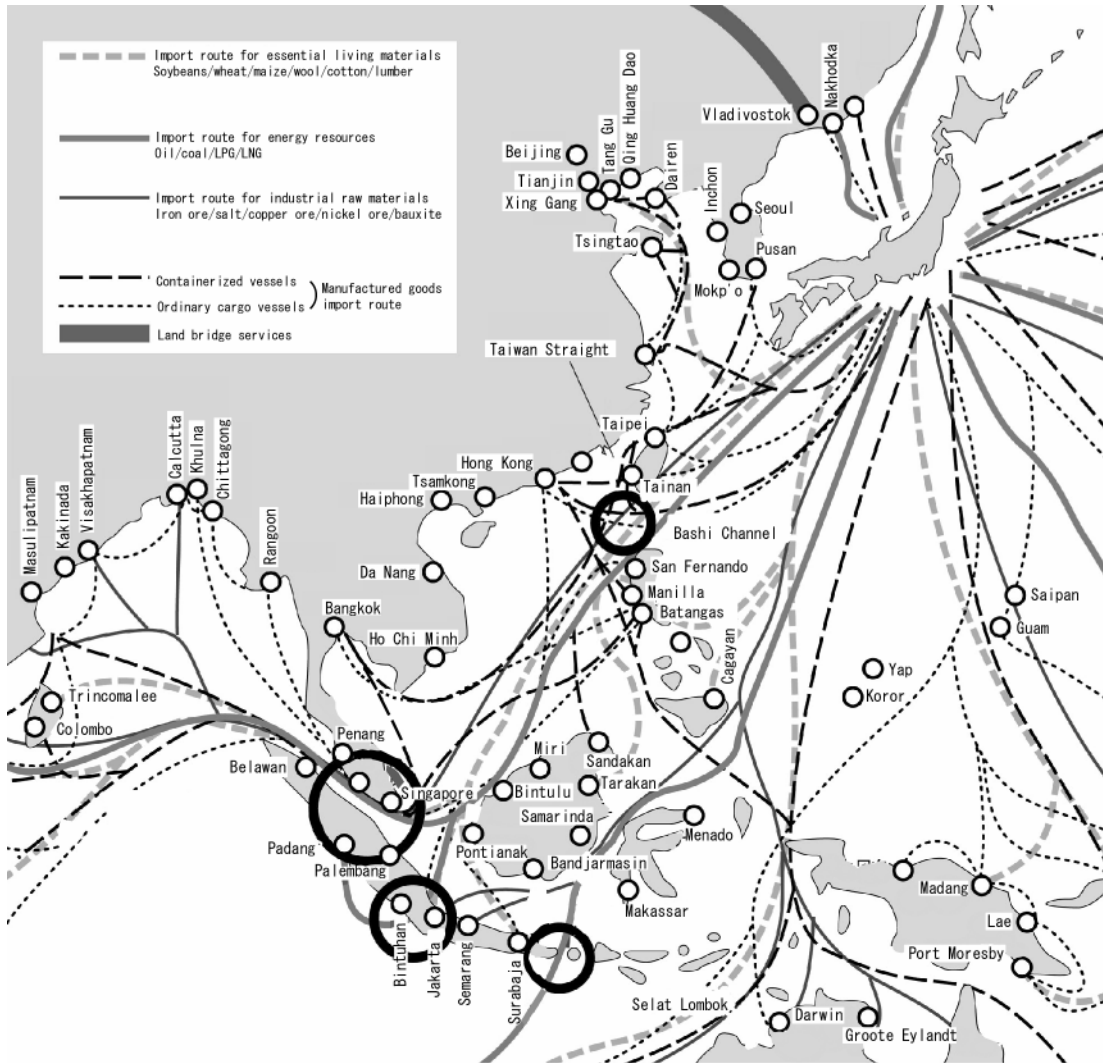 Import route for essential living materials
Soybeans/wheat/maize/wool/cotton/lumber
Import route for energy resources
Oil/coal/LPG/LNG
Import route for industrial raw materials
Iron ore/salt/copper ore/nickel ore/bauxite
Containerized vessels
Ordinary cargo vessels
Manufactured goods
import route
Land bridge services
Vladivostok
Nakhodka
Beijing
Tang Gu
Qing Huang Dao
Tianjin
Xing Gang
Dairen
Inchon
Seoul
Tsingtao
Pusan
Mokp'o
Taiwan Straight
Taipei
Hong Kong
Tsamkong
Haiphong
Tainan
Bashi Channel
Calcutta
Khulna
Chittagong
Masulipatnam
Kakinada
Visakhapatnam
Rangoon
Da Nang
San Fernando
Manilla
Batangas
Bangkok
Ho Chi Minh
Saipan
Guam
Cagayan
Yap
Koror
Trincomalee
Colombo
Penang
Belawan
Singapore
Miri
Sandakan
Bintulu
Tarakan
Samarinda
Menado
Padang
Palembang
Pontianak
Bandjarmasin
Makassar
Madang
Lae
Bintuhan
Jakarta
Semarang
Surabaja
Port Moresby
Selat Lombok
Darwin
Groote Eylandt